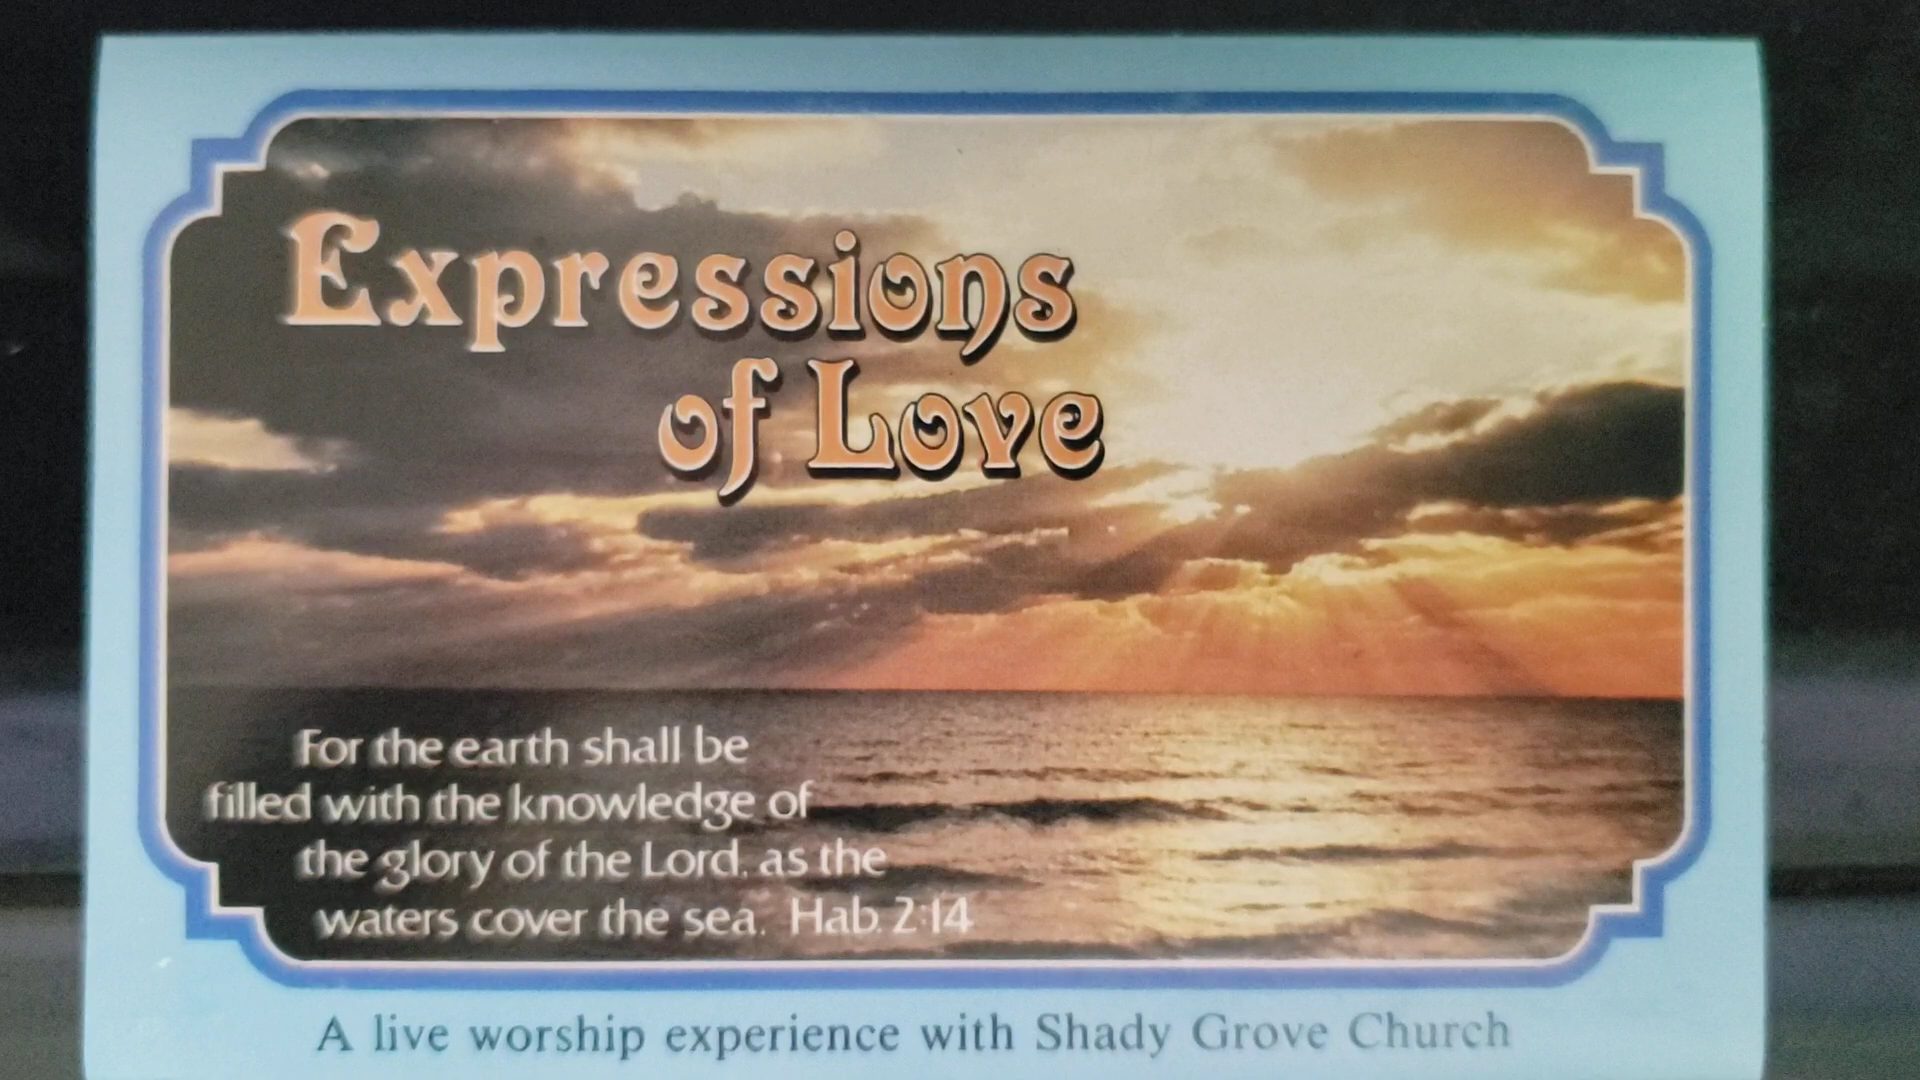 Expressions
of Love
For the earth shall be
filled with the knowledge of
the glory of the Lord, as the
waters cover the sea. Hab. 2:14
A live worship experience with Shady Grove Church